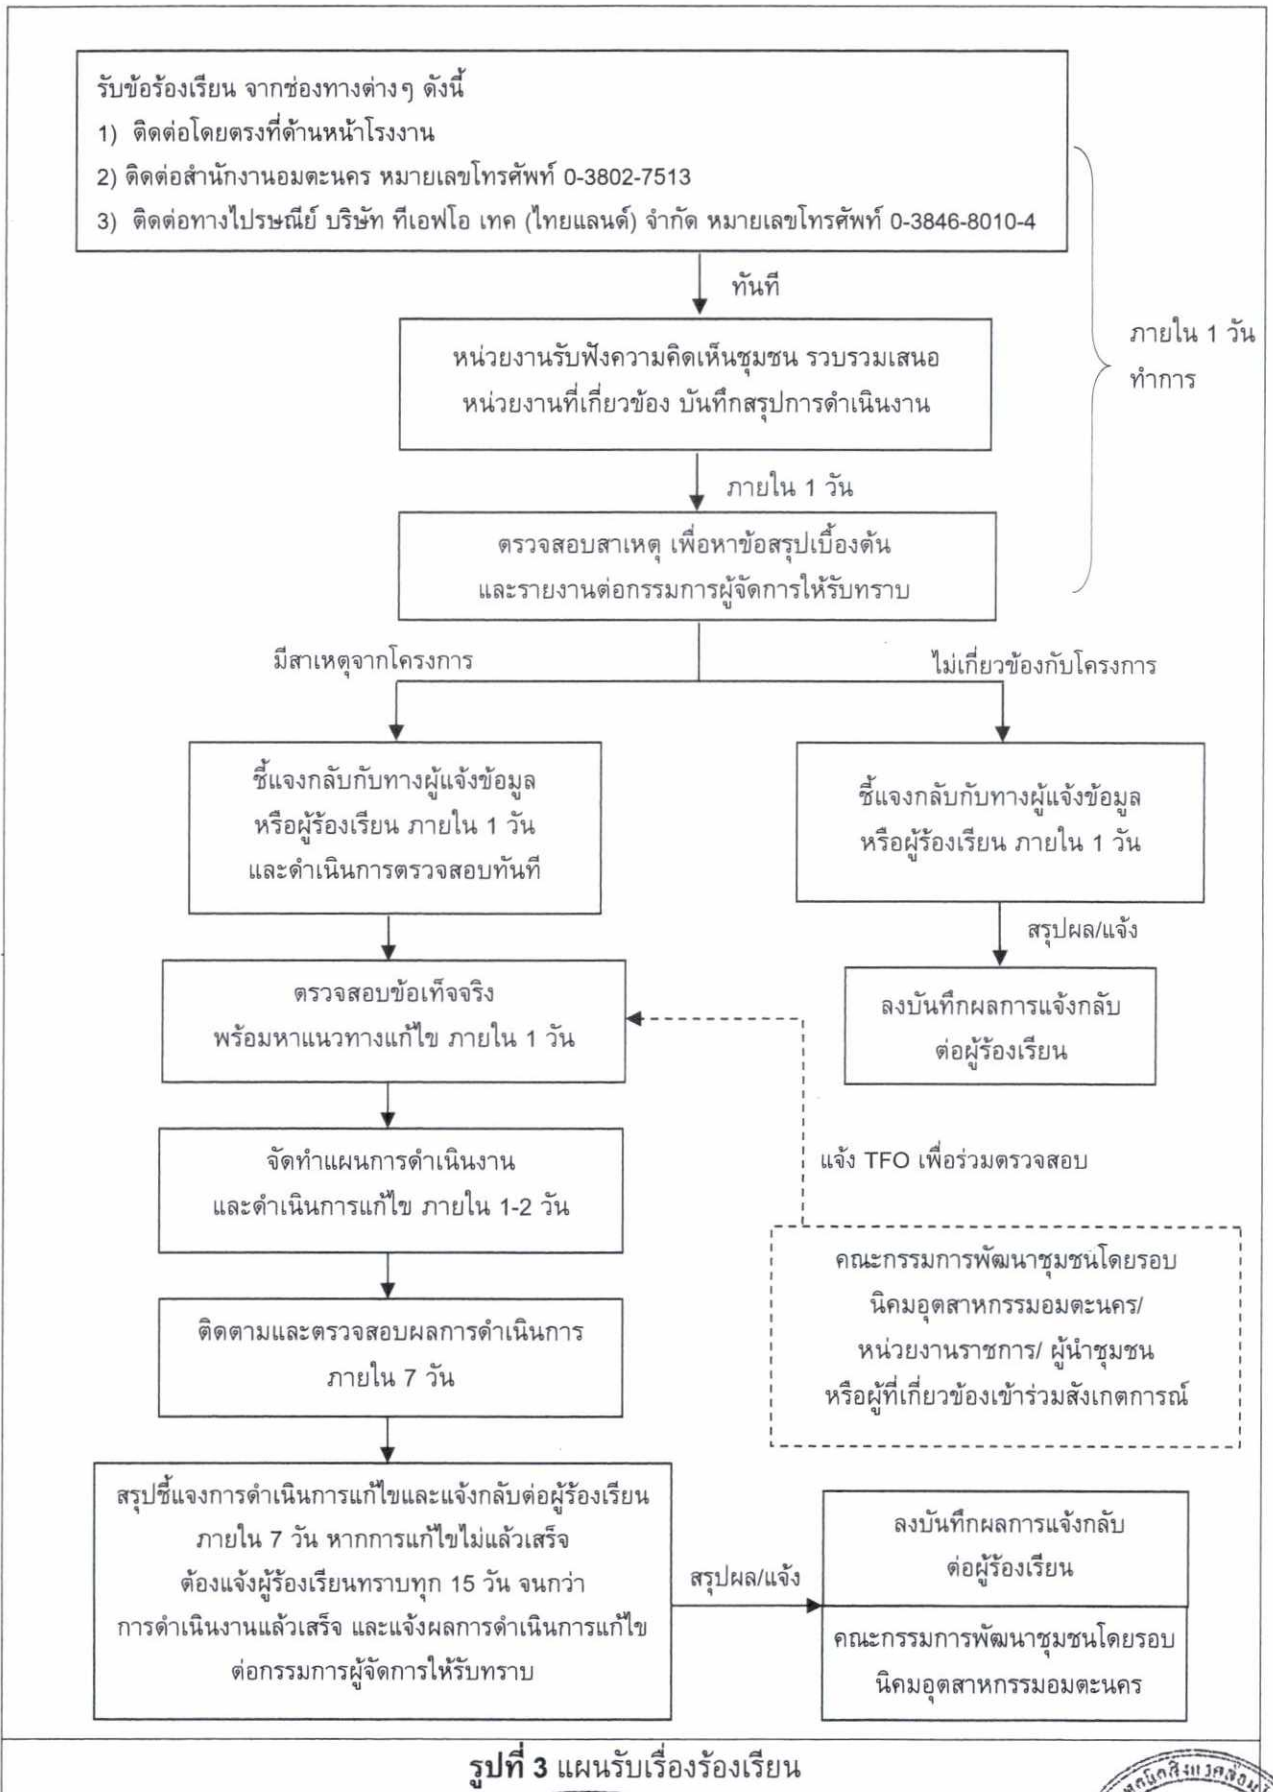 รับข้อร้องเรียน จากช่องทางต่างๆ ดังนี้
1) ติดต่อโดยตรงที่ด้านหน้าโรงงาน
2) ติดต่อสำนักงานอมตะนคร หมายเลขโทรศัพท์ 0-3802-7513
3) ติดต่อทางไปรษณีย์ บริษัท ทีเอฟโอ เทค (ไทยแลนด์) จำกัด หมายเลขโทรศัพท์ 0-3846-8010-4
ทันที
ภายใน 1 วัน
ทำการ
หน่วยงานรับฟังความคิดเห็นชุมชน รวบรวมเสนอ
หน่วยงานที่เกี่ยวข้อง บันทึกสรุปการดำเนินงาน
ภายใน 1 วัน
ตรวจสอบสาเหตุ เพื่อหาข้อสรุปเบื้องต้น
และรายงานต่อกรรมการผู้จัดการให้รับทราบ
มีสาเหตุจากโครงการ
ไม่เกี่ยวข้องกับโครงการ
ชี้แจงกลับกับทางผู้แจ้งข้อมูล
หรือผู้ร้องเรียน ภายใน 1 วัน
และดำเนินการตรวจสอบทันที
ชี้แจงกลับกับทางผู้แจ้งข้อมูล
หรือผู้ร้องเรียน ภายใน 1 วัน
สรุปผล/แจ้ง
ตรวจสอบข้อเท็จจริง
พร้อมหาแนวทางแก้ไข ภายใน 1 วัน
ลงบันทึกผลการแจ้งกลับ
ต่อผู้ร้องเรียน
จัดทำแผนการดำเนินงาน
และดำเนินการแก้ไข ภายใน 1-2 วัน
แจ้ง TFO เพื่อร่วมตรวจสอบ
คณะกรรมการพัฒนาชุมชนโดยรอบ
นิคมอุตสาหกรรมอมตะนคร/
หน่วยงานราชการ/ ผู้นำชุมชน
หรือผู้ที่เกี่ยวข้องเข้าร่วมสังเกตการณ์
ติดตามและตรวจสอบผลการดำเนินการ
ภายใน 7 วัน
สรุปชี้แจงการดำเนินการแก้ไขและแจ้งกลับต่อผู้ร้องเรียน
ภายใน 7 วัน หากการแก้ไขไม่แล้วเสร็จ
ต้องแจ้งผู้ร้องเรียนทราบทุก 15 วัน จนกว่า
การดำเนินงานแล้วเสร็จ และแจ้งผลการดำเนินการแก้ไข
ต่อกรรมการผู้จัดการให้รับทราบ
สรุปผล/แจ้ง
ลงบันทึกผลการแจ้งกลับ
ต่อผู้ร้องเรียน
คณะกรรมการพัฒนาชุมชนโดยรอบ
นิคมอุตสาหกรรมอมตะนคร
รูปที่ 3 แผนรับเรื่องร้องเรียน